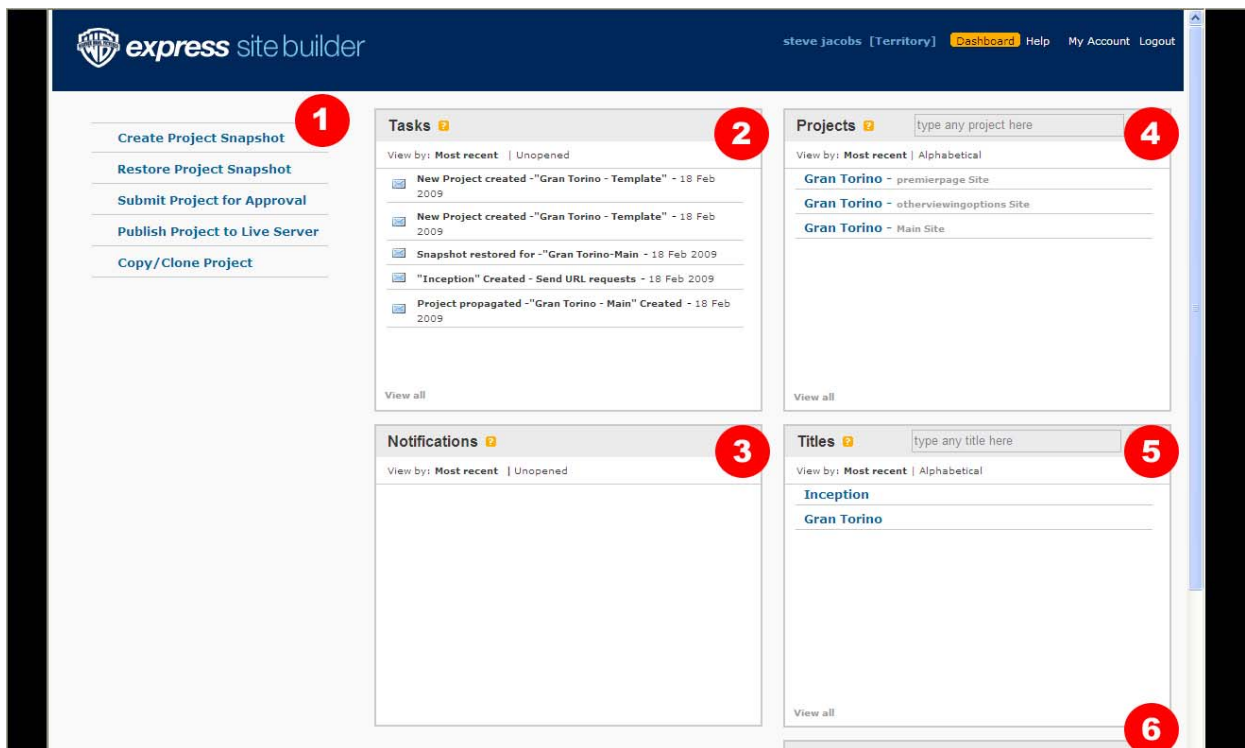 express site builder
steve jacobs [Territory] Dashboard Help My Account Logout
1
Create Project Snapshot
Restore Project Snapshot
Submit Project for Approval
Publish Project to Live Server
Copy/Clone Project
Tasks ?
2
View by: Most recent | Unopened
New Project created -"Gran Torino - Template" - 18 Feb
2009
New Project created -"Gran Torino - Template" - 18 Feb
2009
Snapshot restored for -"Gran Torino-Main - 18 Feb 2009
"Inception" Created - Send URL requests - 18 Feb 2009
Project propagated -"Gran Torino - Main" Created - 18 Feb
2009
View all
Notifications ?
3
View by: Most recent | Unopened
Projects ? type any project here
4
View by: Most recent | Alphabetical
Gran Torino - premierpage Site
Gran Torino - otherviewingoptions Site
Gran Torino - Main Site
View all
Titles ? type any title here
5
View by: Most recent | Alphabetical
Inception
Gran Torino
View all
6